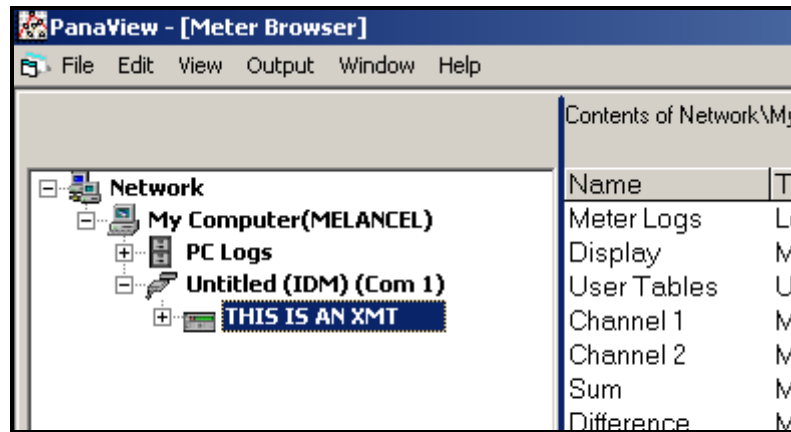 PanaView - [Meter Browser]
File Edit View Output Window Help
Contents of Network\My
Network
My Computer(MELANCEL)
PC Logs
Untitled (IDM) (Com 1)
THIS IS AN XMT
Name
Meter Logs
Display
User Tables
Channel 1
Channel 2
Sum
Difference